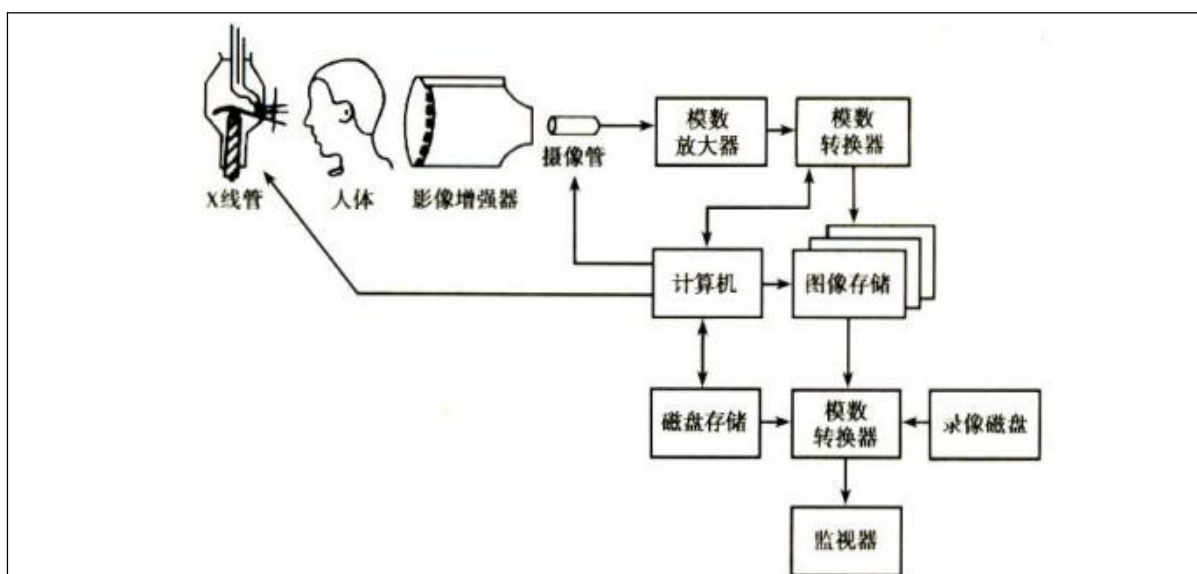 模数
放大器
模数
转换器
摄像管
X线管
人体
影像增强器
计算机
图像存储
磁盘存储
模数
转换器
录像磁盘
监视器